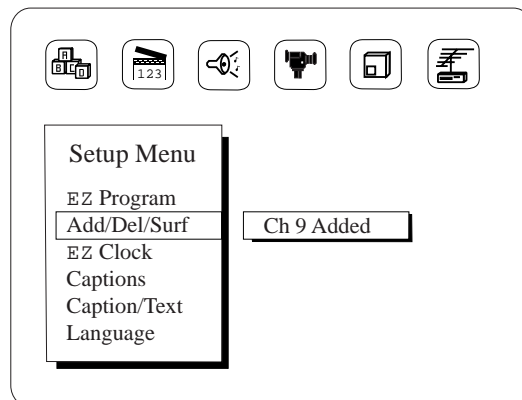 A
B C D
123
Setup Menu
EZ Program
Add/Del/Surf
Ch 9 Added
EZ Clock
Captions
Caption/Text
Language